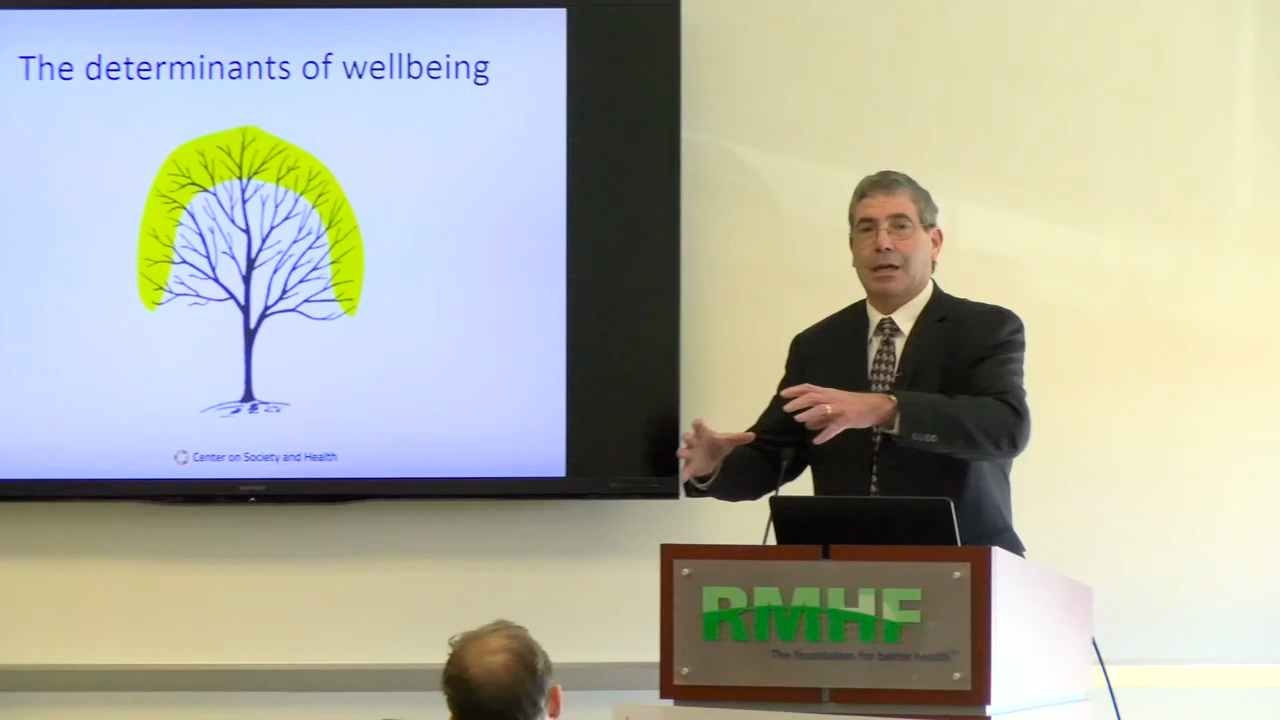 The determinants of wellbeing
Center on Society and Health
RMHF
The foundation for better health